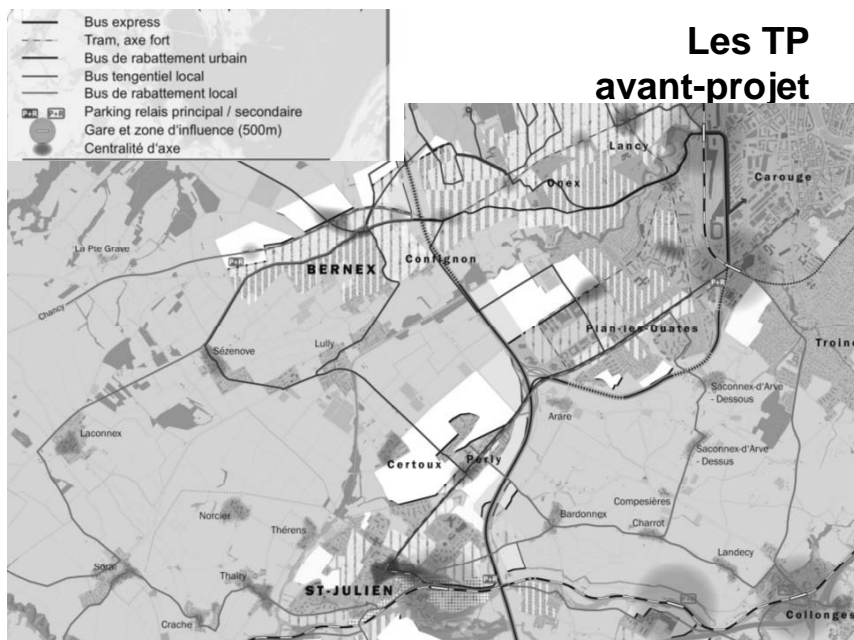 Les TP
avant-projet
Bus express
Tram, axe fort
Bus de rabattement urbain
Bus tengentiel local
Bus de rabattement local
P+R P+R Parking relais principal / secondaire
Gare et zone d'influence (500m)
Centralité d'axe
Lancy
Carouge
Onex
La Pte Grave
BERNEX
Confignon
Chancy
P+R
P+R
Plan-les-Ouates
Sézenove
Lully
Saconnex-d'Arve
- Dessous
Arare
Laconnex
Saconnex-d'Arve
- Dessus
Certoux
Perly
Compesières
Norcier
Thérens
Bardonnex
Charrot
Landecy
Soral
Thairy
ST-JULIEN
Crache
Collonges